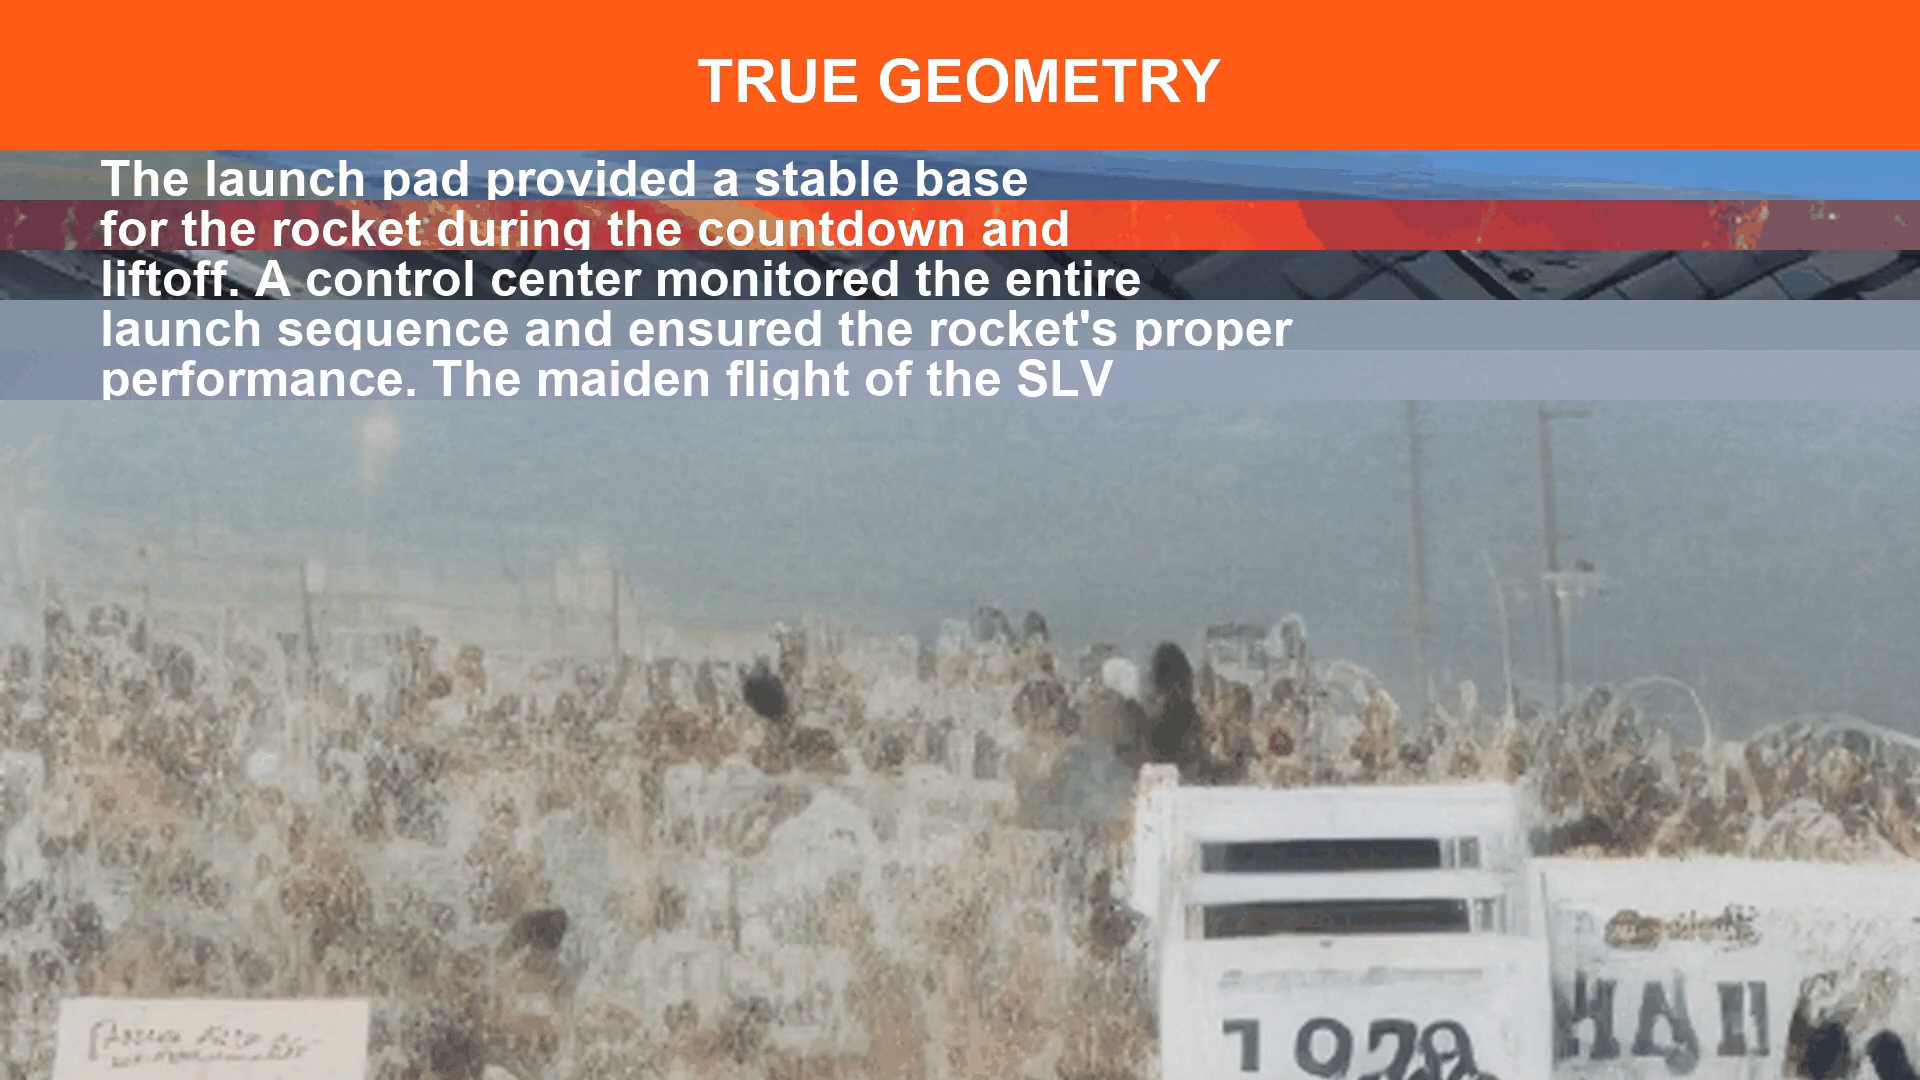 TRUE GEOMETRY
The launch pad provided a stable base
for the rocket during the countdown and
liftoff. A control center monitored the entire
launch sequence and ensured the rocket's proper
performance. The maiden flight of the SLV